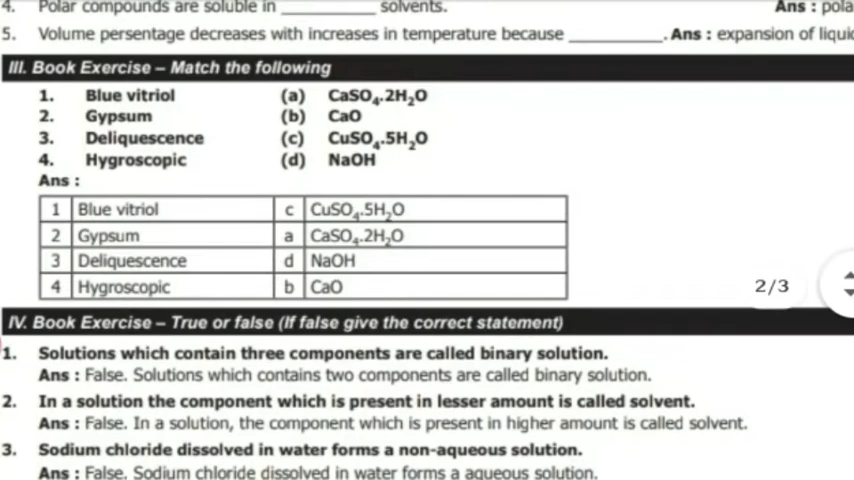 4. Polar compounds are soluble in __________ solvents. Ans : pola
5. Volume persentage decreases with increases in temperature because __________. Ans : expansion of liquid
III. Book Exercise – Match the following
1. Blue vitriol (a) CaSO₄.2H₂O
2. Gypsum (b) CaO
3. Deliquescence (c) CuSO₄.5H₂O
4. Hygroscopic (d) NaOH
Ans :
1 Blue vitriol c CuSO₄.5H₂O
2 Gypsum a CaSO₄.2H₂O
3 Deliquescence d NaOH
4 Hygroscopic b CaO
2/3
IV. Book Exercise – True or false (If false give the correct statement)
1. Solutions which contain three components are called binary solution.
Ans : False. Solutions which contains two components are called binary solution.
2. In a solution the component which is present in lesser amount is called solvent.
Ans : False. In a solution, the component which is present in higher amount is called solvent.
3. Sodium chloride dissolved in water forms a non-aqueous solution.
Ans : False. Sodium chloride dissolved in water forms a aqueous solution.